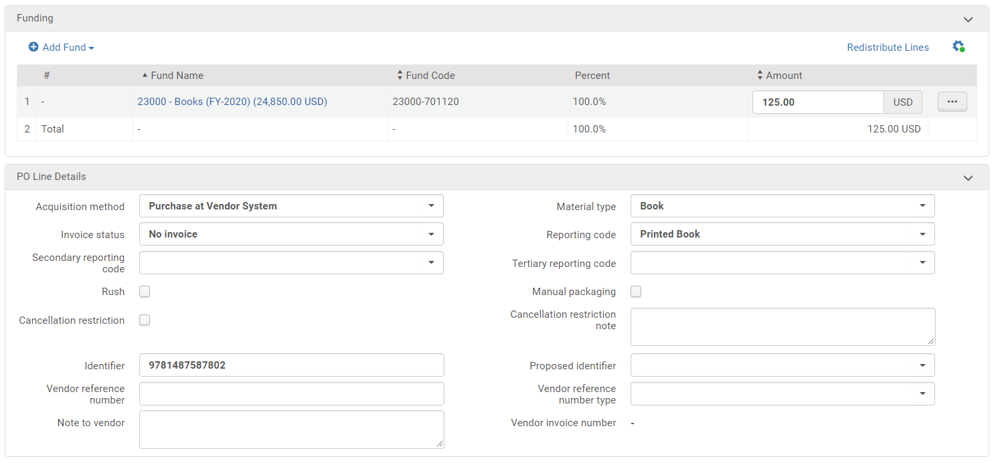 Funding
Add Fund Redistribute Lines
# Fund Name Fund Code Percent Amount
1 - 23000 - Books (FY-2020) (24,850.00 USD) 23000-701120 100.0% 125.00 USD ...
2 Total - - 100.0% 125.00 USD
PO Line Details
Acquisition method Purchase at Vendor System Material type Book
Invoice status No invoice Reporting code Printed Book
Secondary reporting
code
Tertiary reporting code
Rush Manual packaging
Cancellation restriction
Cancellation restriction
note
Identifier 9781487587802 Proposed identifier
Vendor reference
number
Vendor reference
number type
Note to vendor Vendor invoice number -